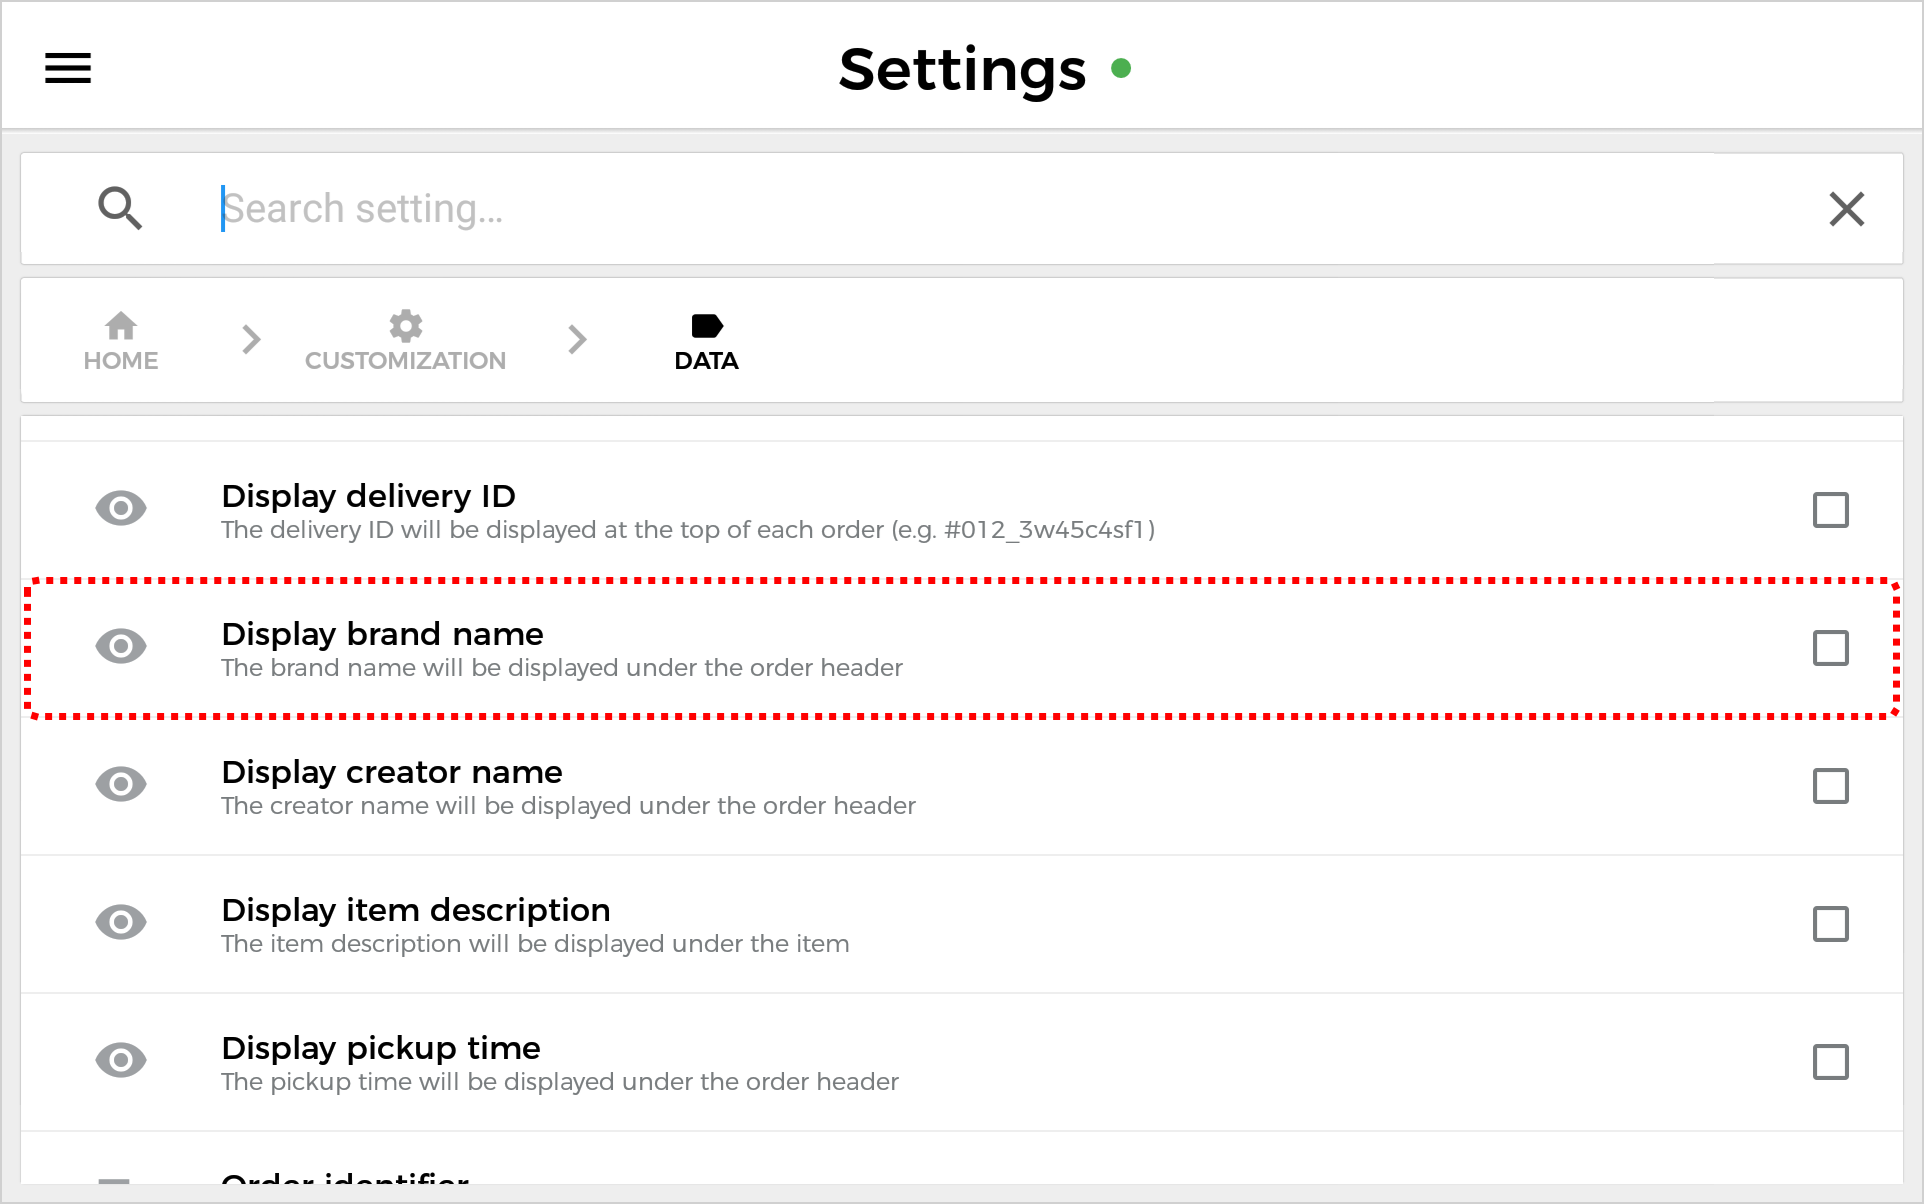 Settings
Search setting...
HOME
CUSTOMIZATION
DATA
Display delivery ID
The delivery ID will be displayed at the top of each order (e.g. #012_3w45c4sf1)
Display brand name
The brand name will be displayed under the order header
Display creator name
The creator name will be displayed under the order header
Display item description
The item description will be displayed under the item
Display pickup time
The pickup time will be displayed under the order header
Order identifier